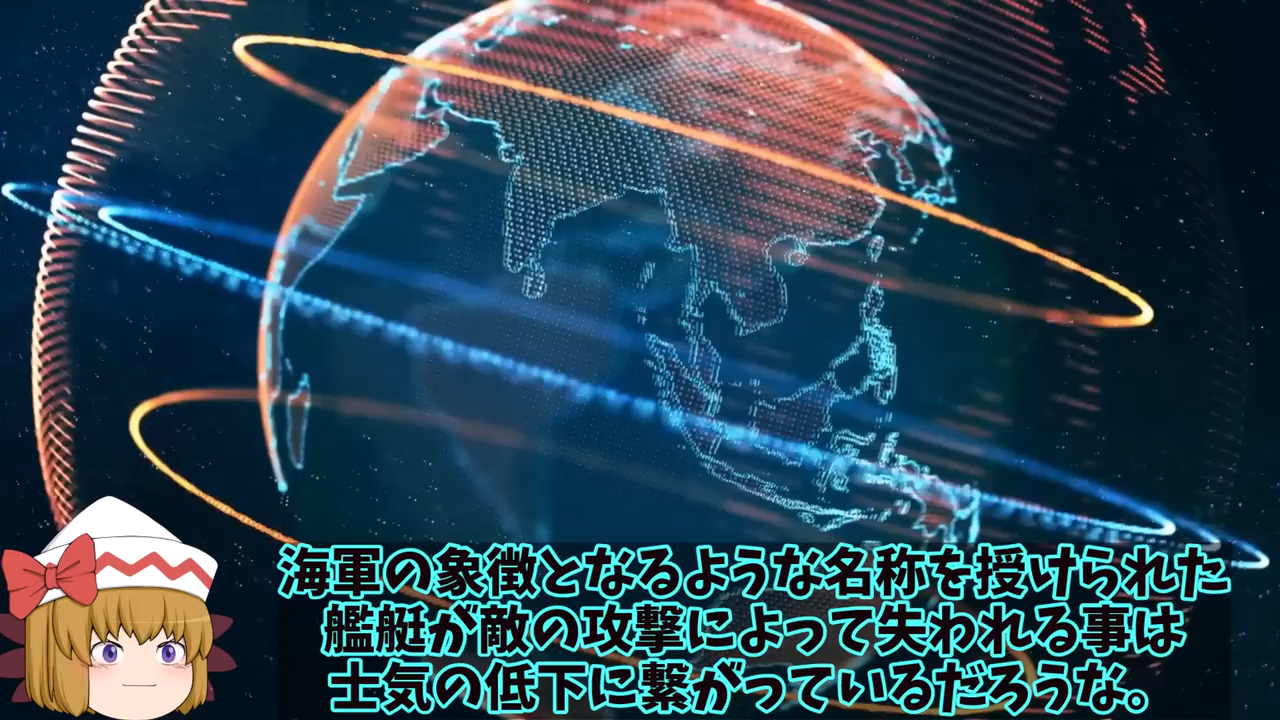 海軍の象徴となるような名称を授けられた
艦艇が敵の攻撃によって失われる事は
士気の低下に繋がっているだろうな。